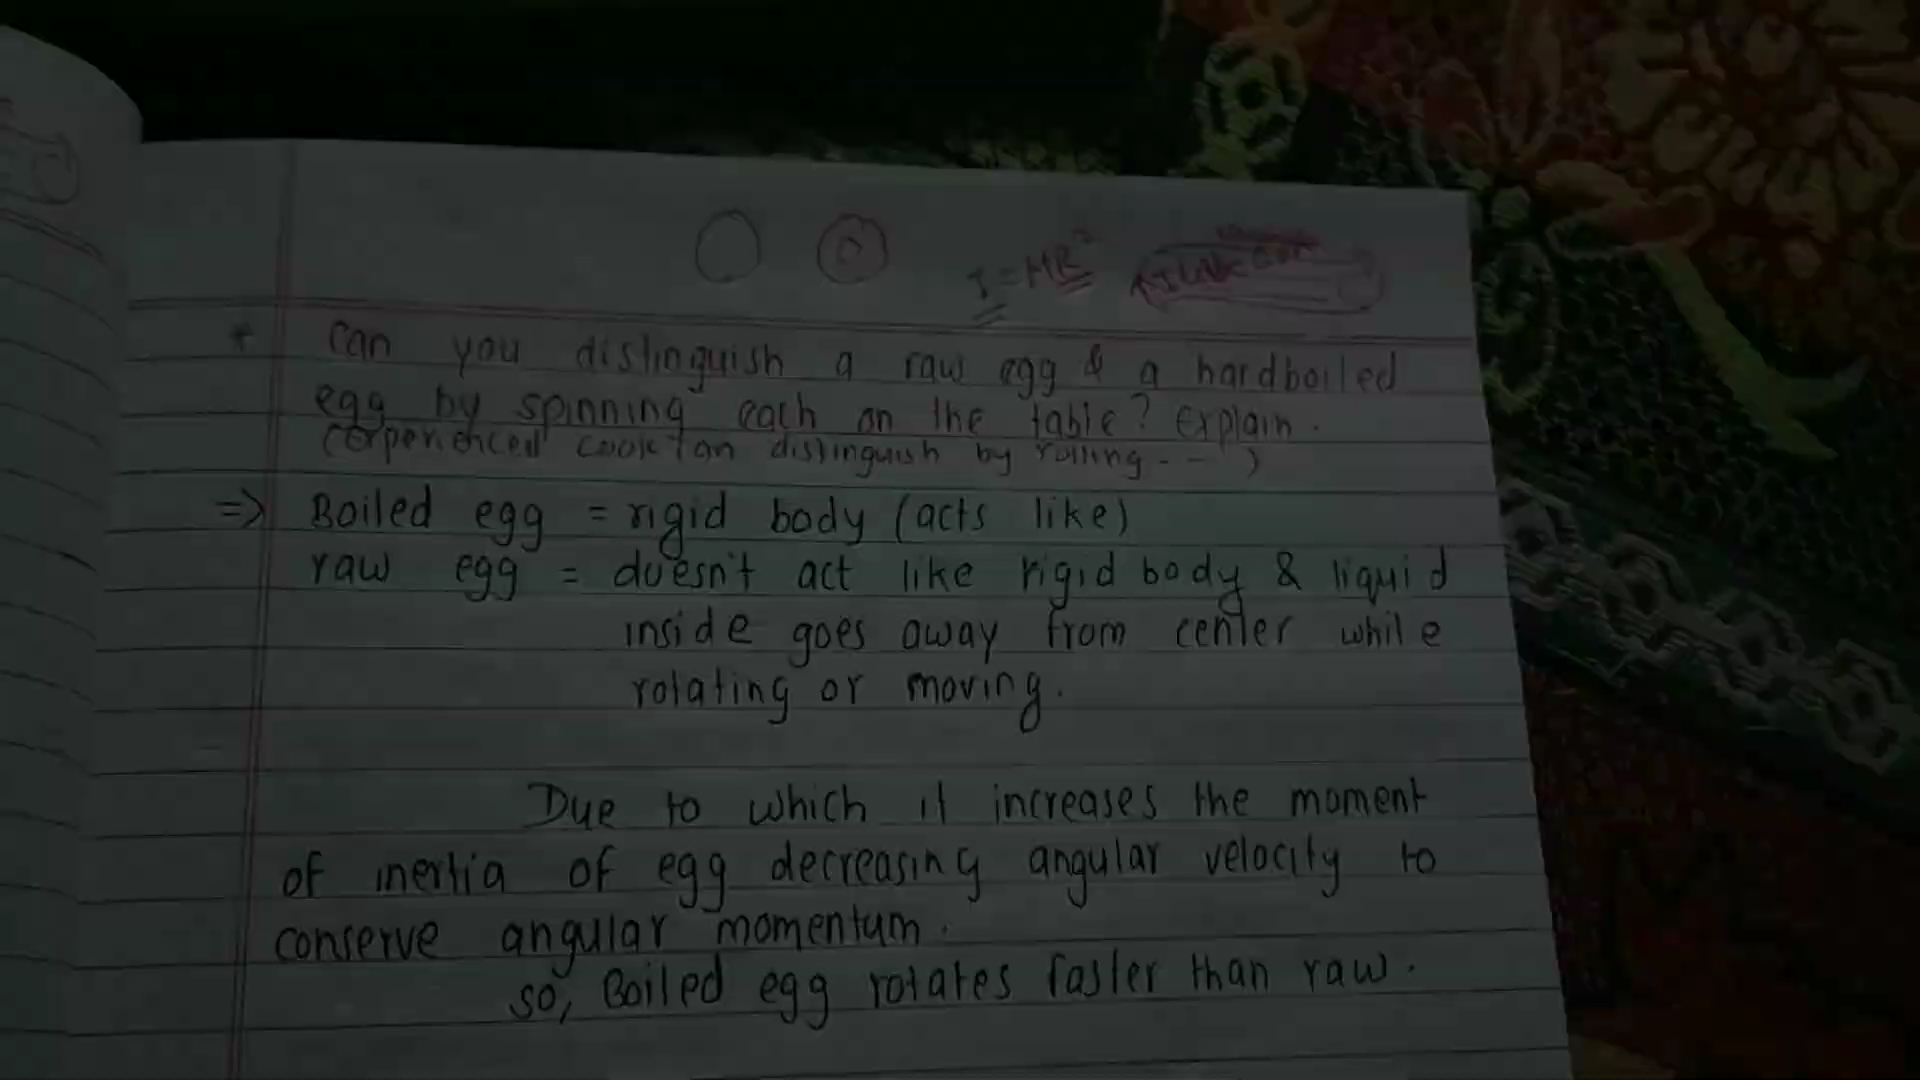 I = MR²
* Can you distinguish a raw egg & a hardboiled
egg by spinning each on the table? Explain.
(experienced cook can distinguish by rolling - - )
=> Boiled egg = rigid body (acts like)
raw egg = doesn't act like rigid body & liquid
inside goes away from center while
rotating or moving.
Due to which it increases the moment
of inertia of egg decreasing angular velocity to
conserve angular momentum.
so, Boiled egg rotates faster than raw.